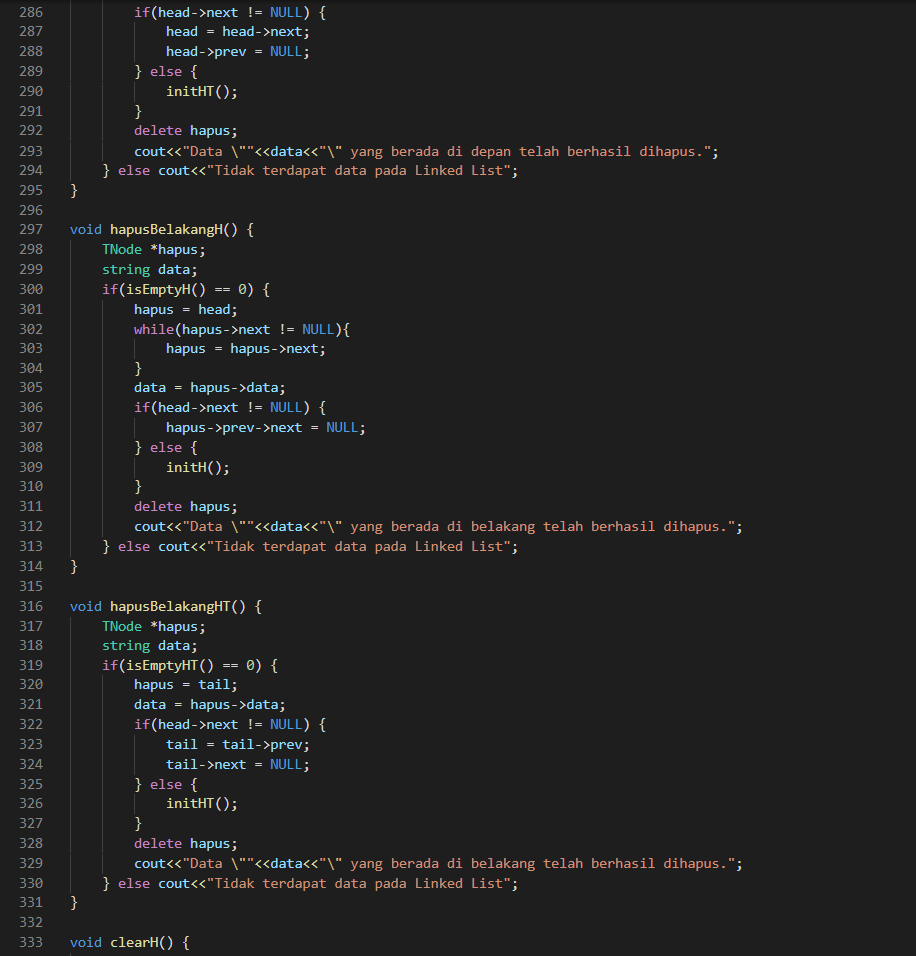 286         if(head->next != NULL) {
287             head = head->next;
288             head->prev = NULL;
289         } else {
290             initHT();
291         }
292         delete hapus;
293         cout<<"Data \""<<data<<"\" yang berada di depan telah berhasil dihapus.";
294     } else cout<<"Tidak terdapat data pada Linked List";
295 }
296
297 void hapusBelakangH() {
298     TNode *hapus;
299     string data;
300     if(isEmptyH() == 0) {
301         hapus = head;
302         while(hapus->next != NULL){
303             hapus = hapus->next;
304         }
305         data = hapus->data;
306         if(head->next != NULL) {
307             hapus->prev->next = NULL;
308         } else {
309             initH();
310         }
311         delete hapus;
312         cout<<"Data \""<<data<<"\" yang berada di belakang telah berhasil dihapus.";
313     } else cout<<"Tidak terdapat data pada Linked List";
314 }
315
316 void hapusBelakangHT() {
317     TNode *hapus;
318     string data;
319     if(isEmptyHT() == 0) {
320         hapus = tail;
321         data = hapus->data;
322         if(head->next != NULL) {
323             tail = tail->prev;
324             tail->next = NULL;
325         } else {
326             initHT();
327         }
328         delete hapus;
329         cout<<"Data \""<<data<<"\" yang berada di belakang telah berhasil dihapus.";
330     } else cout<<"Tidak terdapat data pada Linked List";
331 }
332
333 void clearH() {